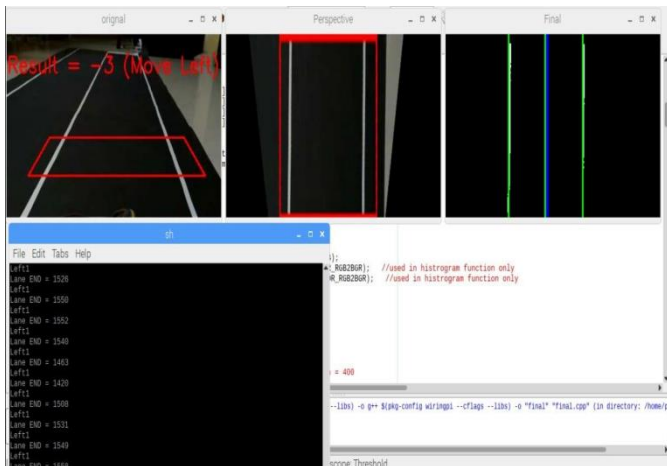 orignal
Perspective
Final
Result = -3 (Move Left)
sh
File Edit Tabs Help
Left1
Lane END = 1526
Left1
Lane END = 1550
Left1
Lane END = 1552
Left1
Lane END = 1540
Left1
Lane END = 1463
Left1
Lane END = 1420
Left1
Lane END = 1508
Left1
Lane END = 1531
Left1
Lane END = 1549
Left1
);
_RGB2BGR); //used in histrogram function only
R_RGB2BGR); //used in histrogram function only
= 400
--libs) -o g++ $(pkg-config wiringpi --cflags --libs) -o "final" "final.cpp" (in directory: /home/p
scope Threshold